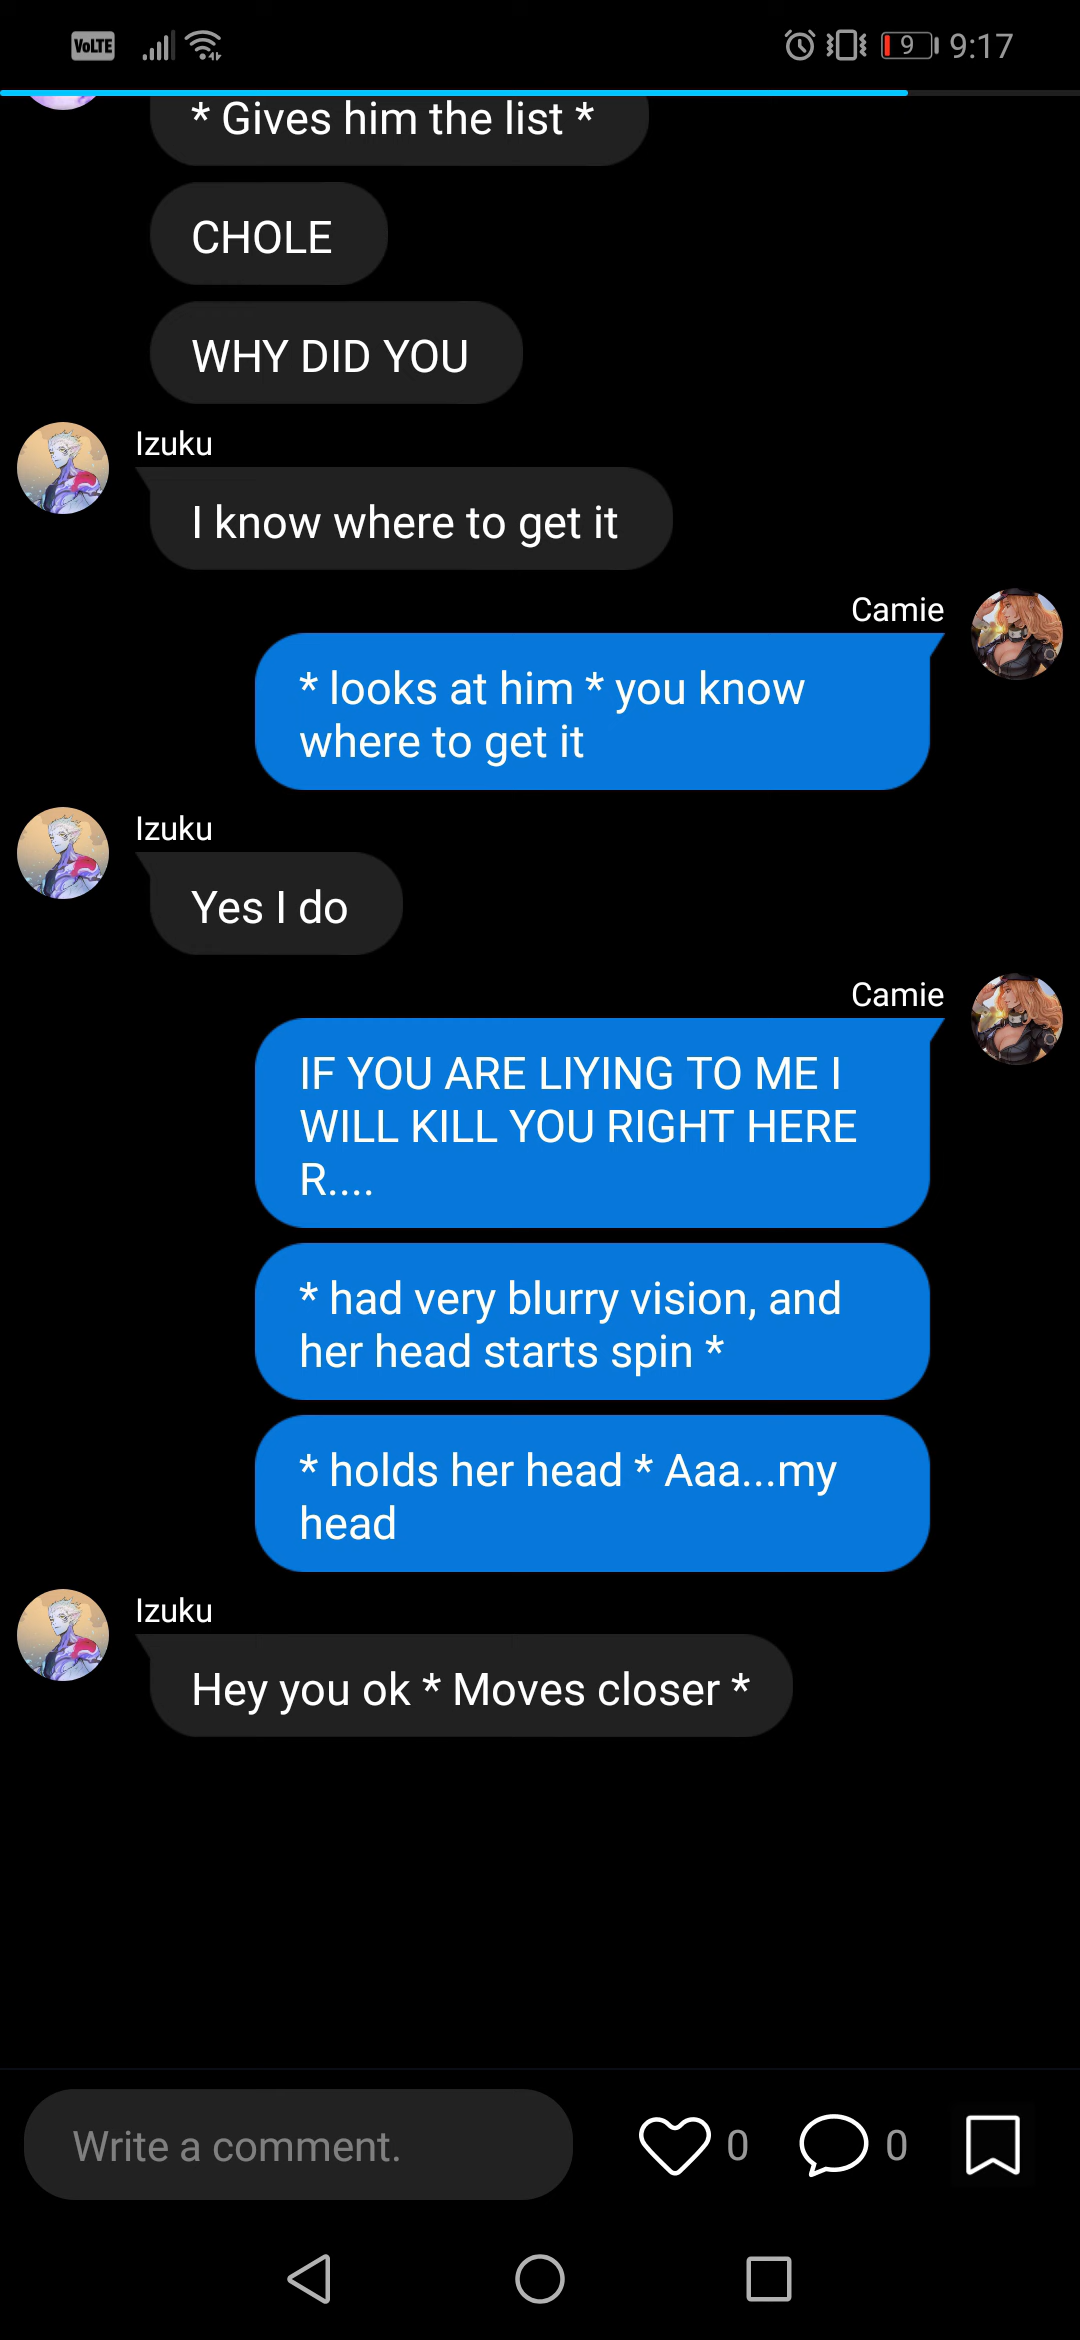 VoLTE 9 9:17
* Gives him the list *
CHOLE
WHY DID YOU
Izuku
I know where to get it
Camie
* looks at him * you know
where to get it
Izuku
Yes I do
Camie
IF YOU ARE LIYING TO ME I
WILL KILL YOU RIGHT HERE
R....
* had very blurry vision, and
her head starts spin *
* holds her head * Aaa...my
head
Izuku
Hey you ok * Moves closer *
Write a comment. 0 0